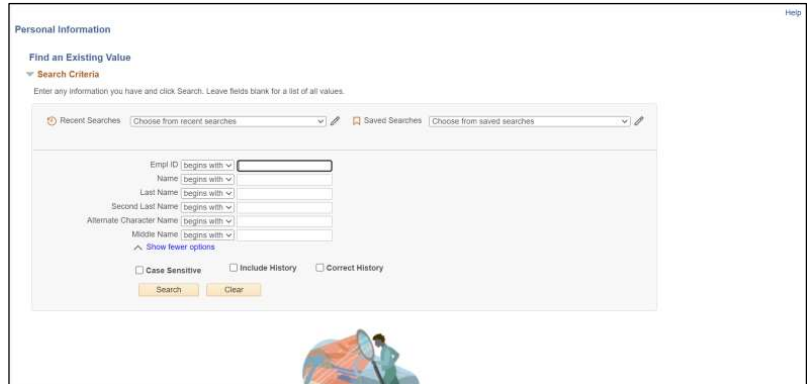 Help
Personal Information
Find an Existing Value
Search Criteria
Enter any information you have and click Search. Leave fields blank for a list of all values.
Recent Searches Choose from recent searches Saved Searches Choose from saved searches
Empl ID begins with
Name begins with
Last Name begins with
Second Last Name begins with
Alternate Character Name begins with
Middle Name begins with
Show fewer options
Case Sensitive Include History Correct History
Search Clear